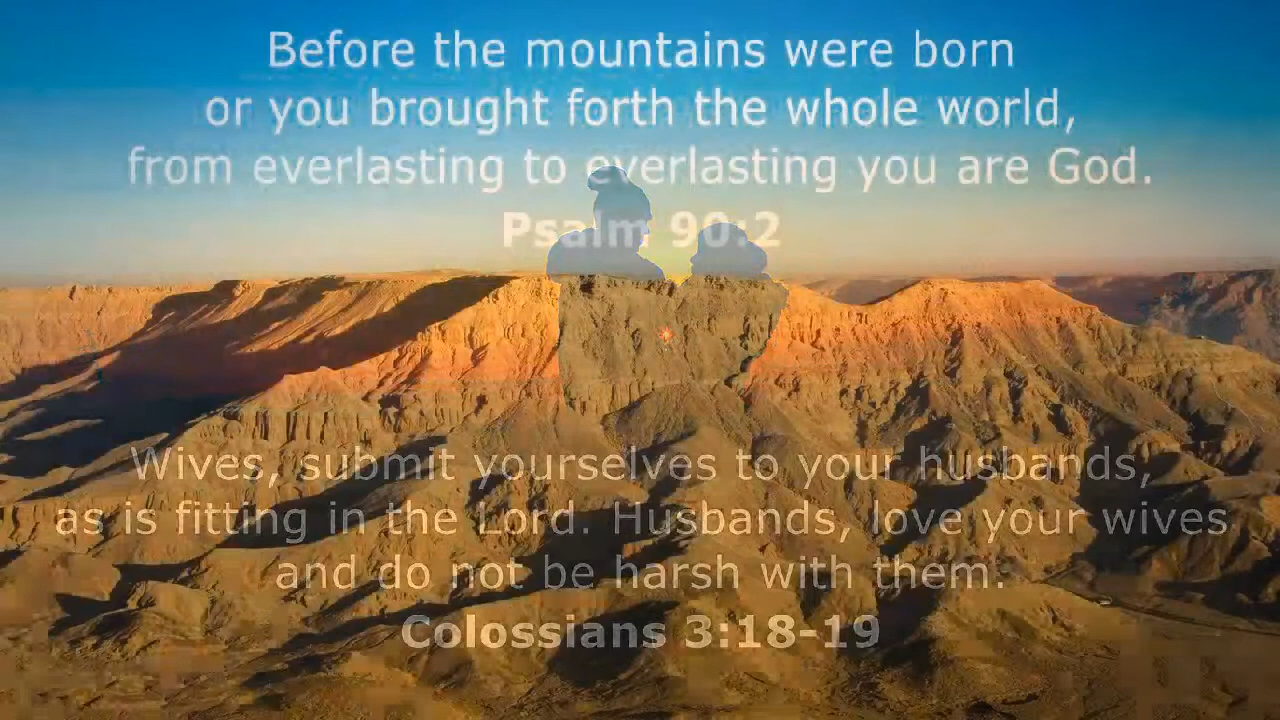 Before the mountains were born
or you brought forth the whole world,
from everlasting to everlasting you are God.
Psalm 90:2
Wives, submit yourselves to your husbands,
as is fitting in the Lord. Husbands, love your wives
and do not be harsh with them.
Colossians 3:18-19